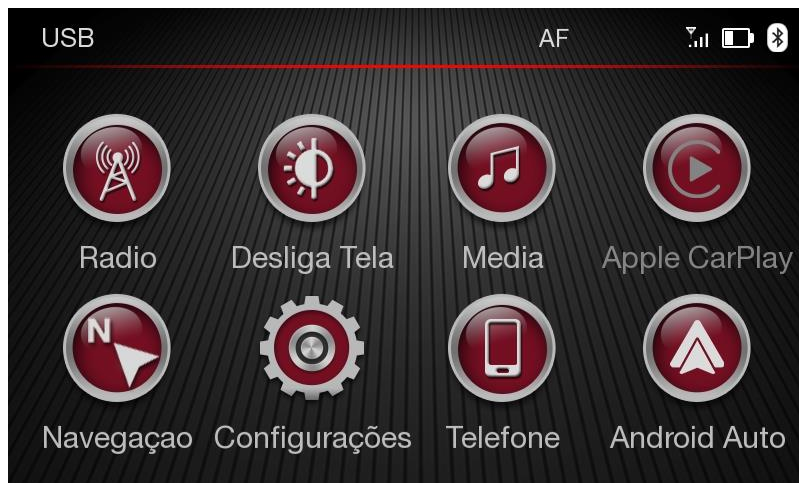 USB AF
Radio Desliga Tela Media Apple CarPlay
N
Navegaçao Configurações Telefone Android Auto